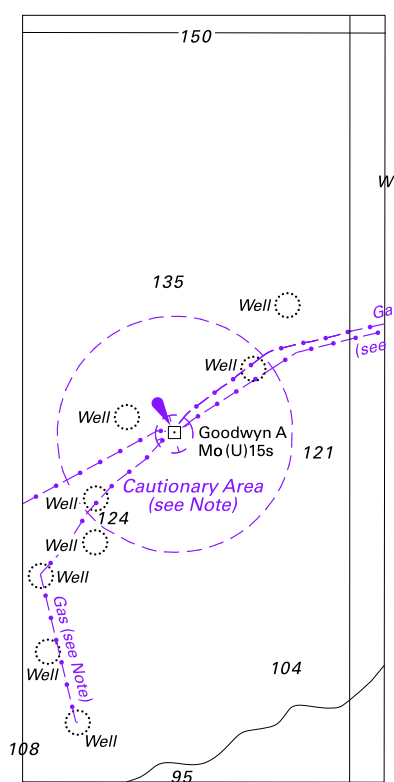 150
W
135
Well
Ga
(see
Well
Well
Goodwyn A
Mo (U) 15s
121
Cautionary Area
(see Note)
Well
124
Well
Well
Gas (see Note)
Well
104
Well
108
95